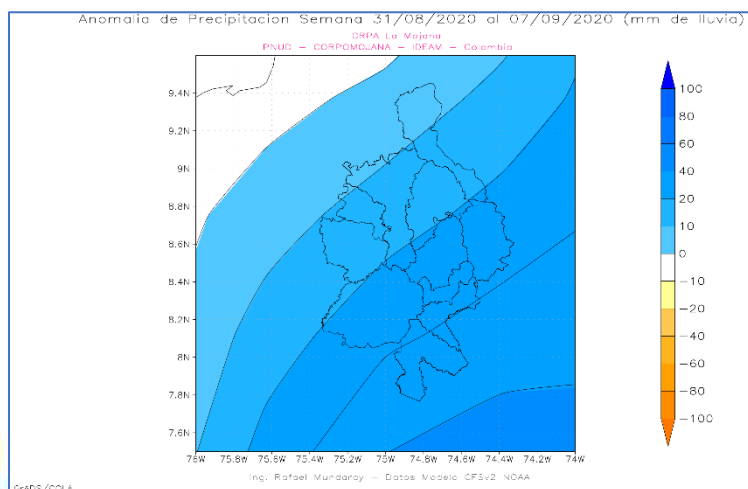 Anomalia de Precipitacion Semana 31/08/2020 al 07/09/2020 (mm de lluvia)
CRPA La Mojana
PNUD – CORPOMOJANA – IDEAM – Colombia
9.4N
9.2N
9N
8.8N
8.6N
8.4N
8.2N
8N
7.8N
7.6N
76W 75.8W 75.6W 75.4W 75.2W 75W 74.8W 74.6W 74.4W 74.2W 74W
100
80
60
40
20
0
−10
−20
−40
−60
−80
−100
Ing. Rafael Mundaray – Datos Modelo CFSv2 NOAA
GrADS/COLA